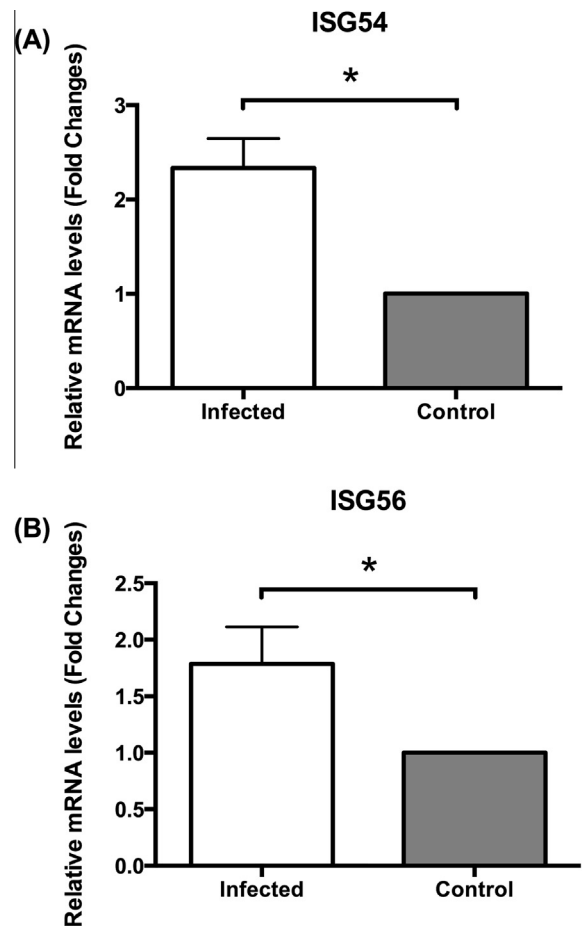 (A)
ISG54
*
Relative mRNA levels (Fold Changes)
3
2
1
0
Infected
Control
(B)
ISG56
*
Relative mRNA levels (Fold Changes)
2.5
2.0
1.5
1.0
0.5
0.0
Infected
Control